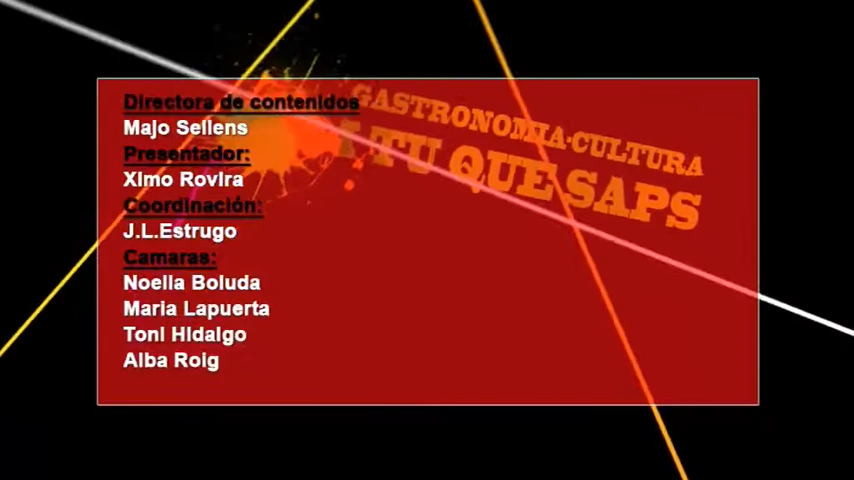 Directora de contenidos
Majo Sellens
Presentador:
Ximo Rovira
Coordinación:
J.L.Estrugo
Camaras:
Noelia Boluda
Maria Lapuerta
Toni Hidalgo
Alba Roig
GASTRONOMIA·CULTURA
I TU QUE SAPS